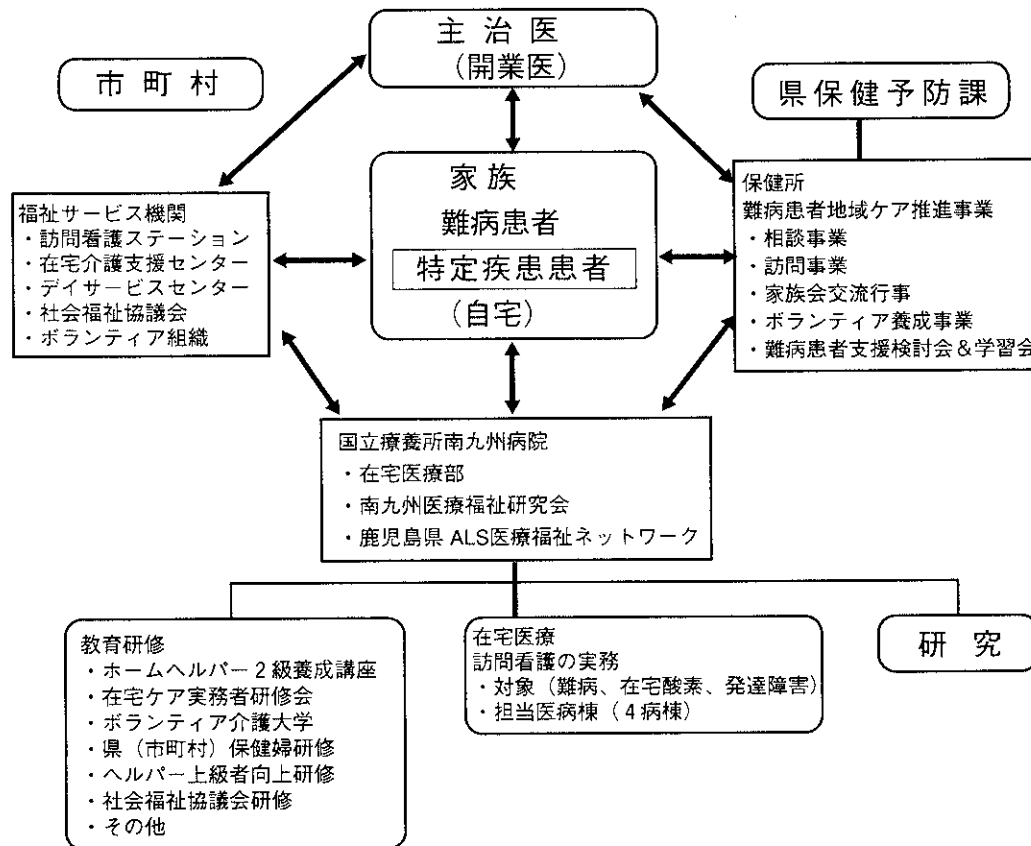 主治医
(開業医)
市町村
県保健予防課
家族
難病患者
特定疾患患者
(自宅)
福祉サービス機関
・訪問看護ステーション
・在宅介護支援センター
・デイサービスセンター
・社会福祉協議会
・ボランティア組織
保健所
難病患者地域ケア推進事業
・相談事業
・訪問事業
・家族会交流行事
・ボランティア養成事業
・難病患者支援検討会&学習会
国立療養所南九州病院
・在宅医療部
・南九州医療福祉研究会
・鹿児島県 ALS医療福祉ネットワーク
教育研修
・ホームヘルパー2級養成講座
・在宅ケア実務者研修会
・ボランティア介護大学
・県(市町村)保健婦研修
・ヘルパー上級者向上研修
・社会福祉協議会研修
・その他
在宅医療
訪問看護の実務
・対象(難病、在宅酸素、発達障害)
・担当医病棟(4病棟)
研究